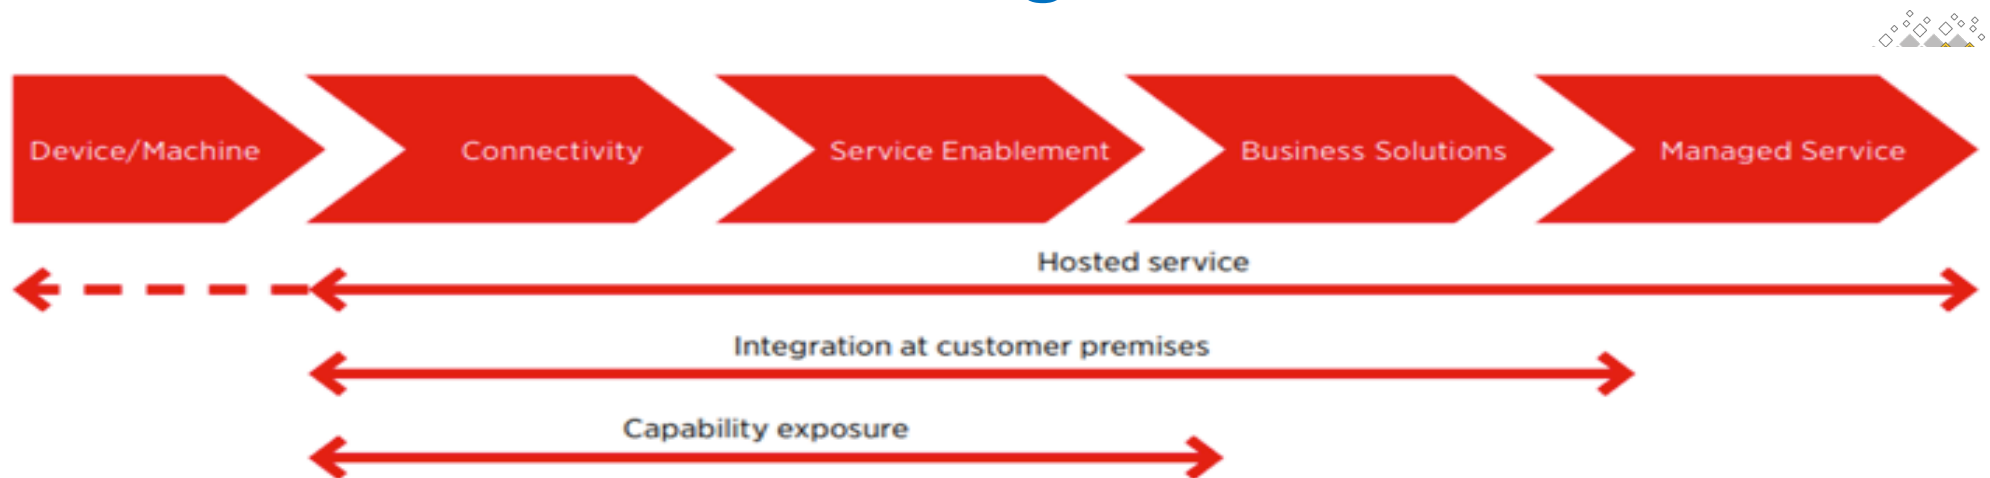 Device/Machine
Connectivity
Service Enablement
Business Solutions
Managed Service
Hosted service
Integration at customer premises
Capability exposure